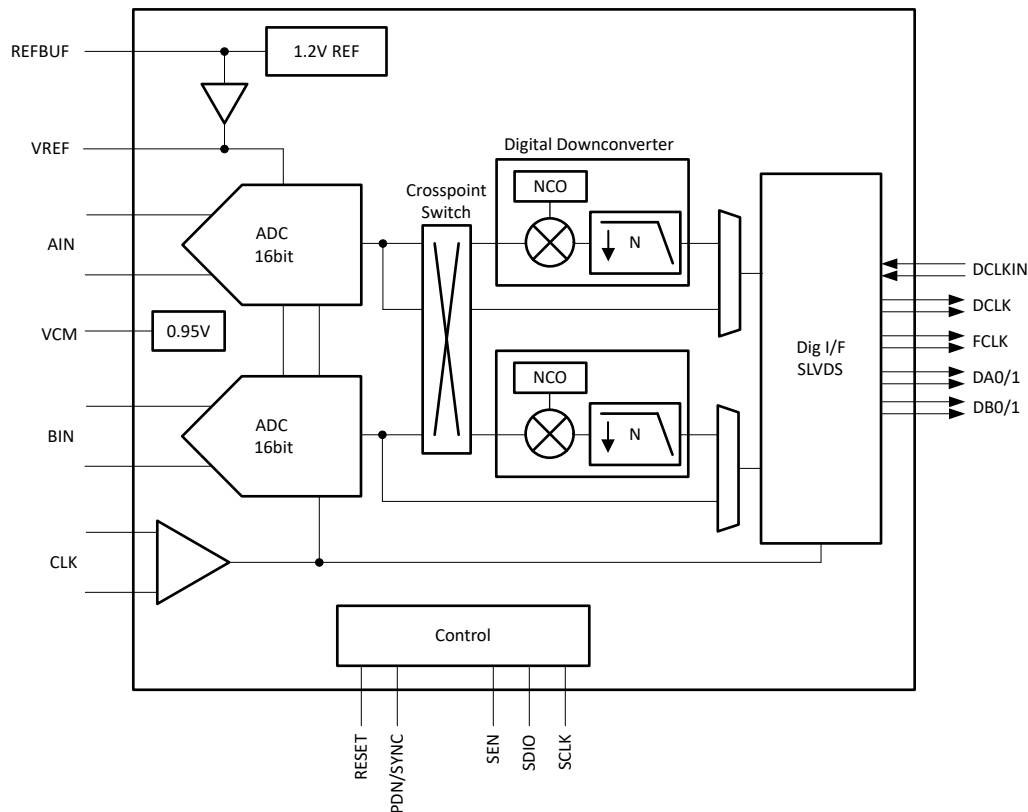 REFBUF
1.2V REF
VREF
Digital Downconverter
Crosspoint
Switch
NCO
ADC
16bit
N
AIN
DCLKIN
DCLK
VCM
0.95V
FCLK
Dig I/F
SLVDS
NCO
DA0/1
DB0/1
ADC
16bit
N
BIN
CLK
Control
RESET
PDN/SYNC
SEN
SDIO
SCLK